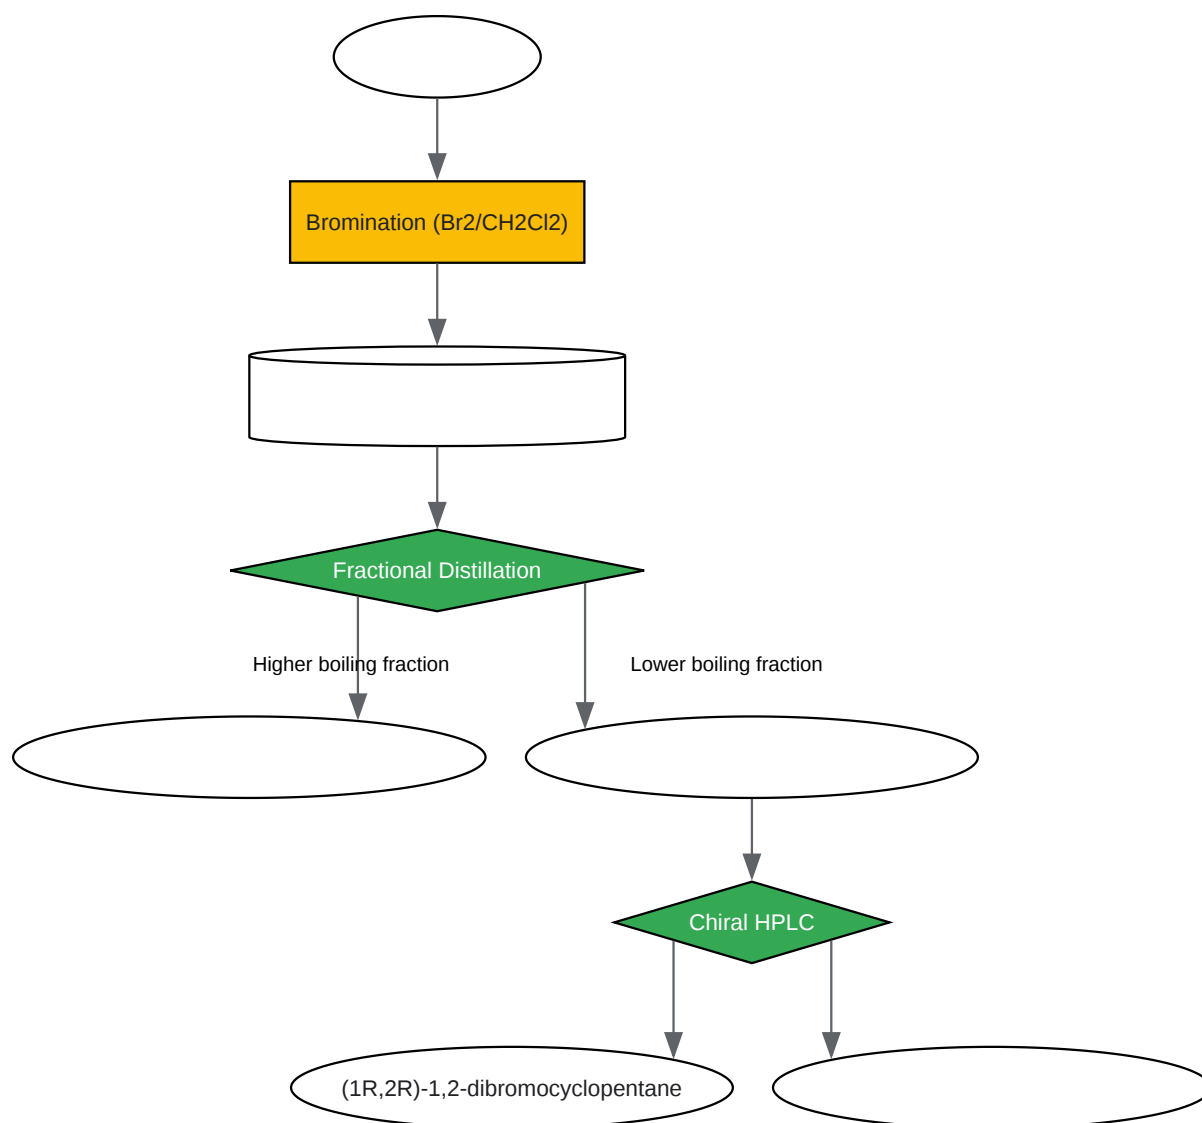 Bromination (Br2/CH2Cl2)
Fractional Distillation
Higher boiling fraction
Lower boiling fraction
Chiral HPLC
(1R,2R)-1,2-dibromocyclopentane